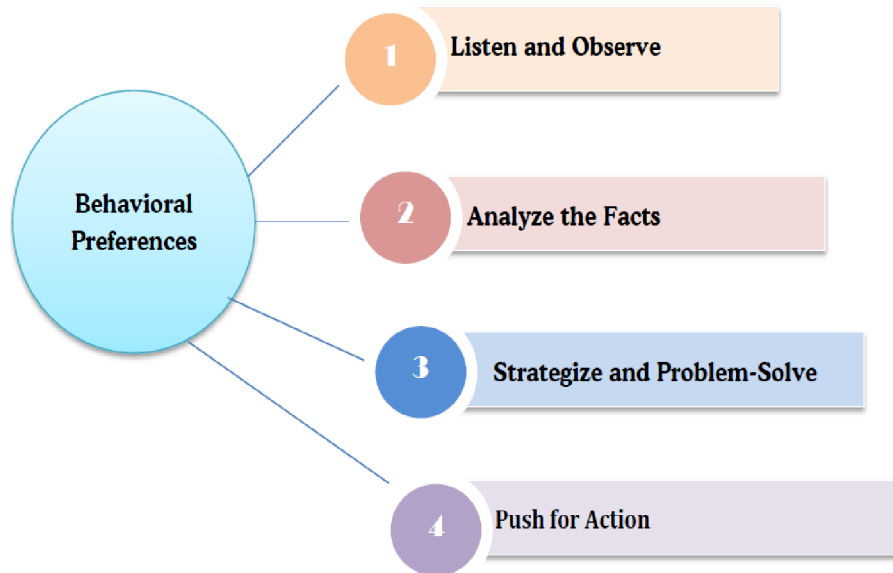 1
Listen and Observe
Behavioral
Preferences
2
Analyze the Facts
3
Strategize and Problem-Solve
4
Push for Action